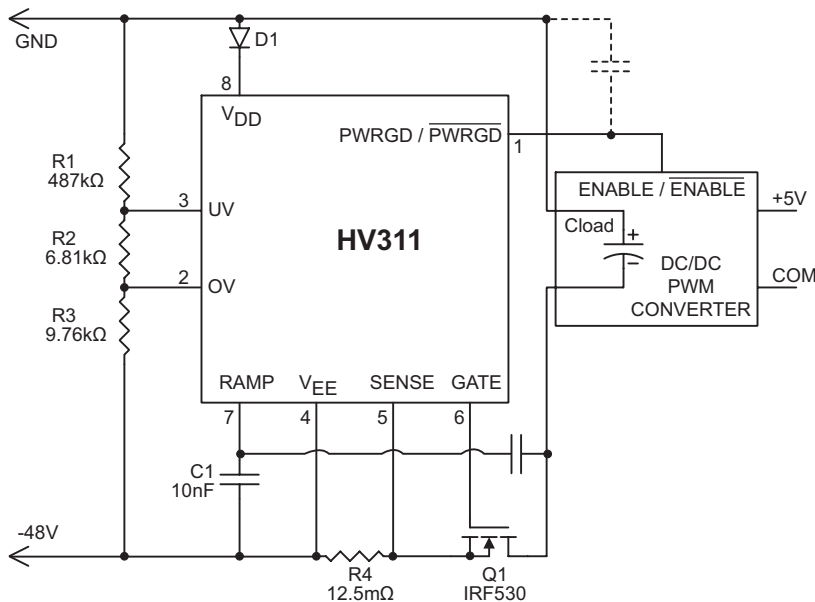 GND
D1
8
VDD
PWRGD / PWRGD
1
R1
487kΩ
ENABLE / ENABLE
3
UV
+5V
R2
6.81kΩ
HV311
Cload
+
−
2
OV
DC/DC
PWM
CONVERTER
COM
R3
9.76kΩ
RAMP
VEE
SENSE
GATE
7
4
5
6
C1
10nF
-48V
R4
12.5mΩ
Q1
IRF530